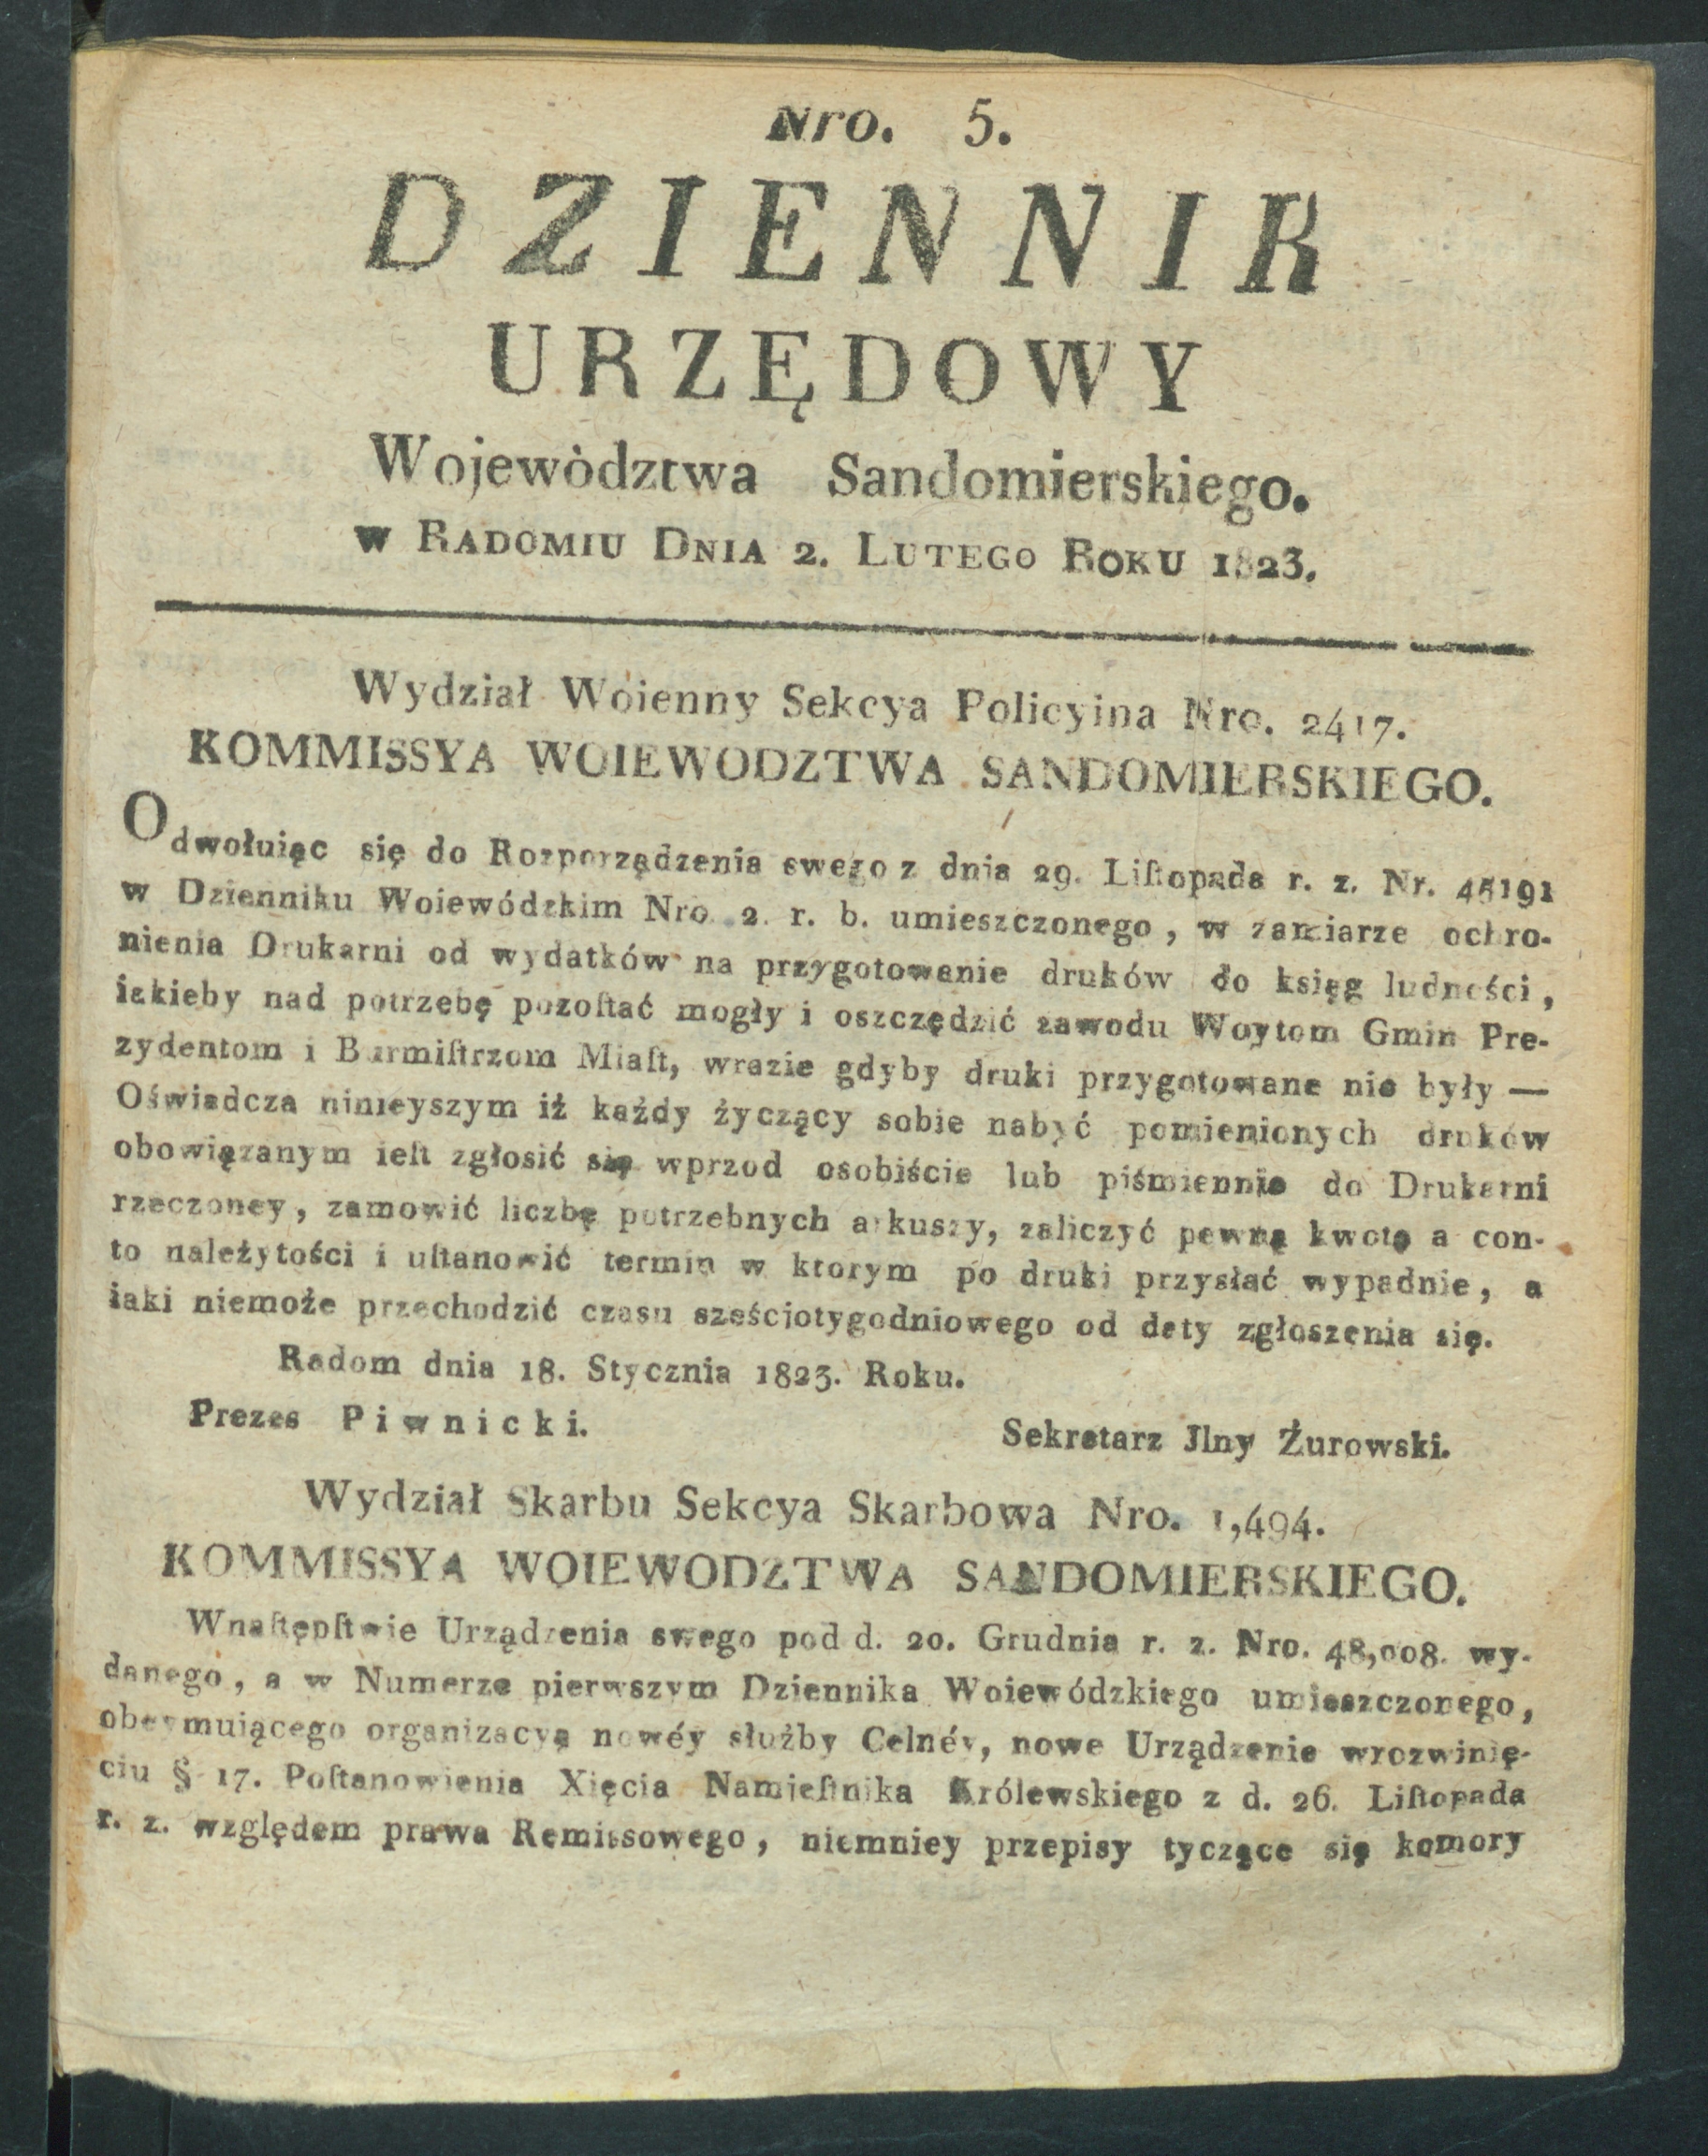 Nro. 5.
DZIENNIK
URZĘDOWY
Województwa Sandomierskiego.
w Radomiu Dnia 2. Lutego Roku 1823.
Wydział Woienny Sekcya Policyina Nro. 2417.
KOMMISSYA WOIEWODZTWA SANDOMIERSKIEGO.
Odwołuiąc się do Rozporządzenia swego z dnia 29. Liſtopada r. z. Nr. 45191
w Dzienniku Woiewódzkim Nro 2. r. b. umieszczonego, w zamiarze ochro-
nienia Drukarni od wydatków na przygotowanie druków do ksiąg ludności,
iakieby nad potrzebę pozoſtać mogły i oszczędzić zawodu Woytom Gmin Pre-
zydentom i Burmiſtrzom Miaſt, wrazie gdyby druki przygotowane nie były —
Oświadcza ninieyszym iż każdy życzący sobie nabyć pomienionych druków
obowiązanym ieſt zgłosić się wprzod osobiście lub piśmiennie do Drukarni
rzeczoney, zamowić liczbę potrzebnych arkuszy, zaliczyć pewną kwotę a con-
to należytości i uſtanowić termin w ktorym po druki przysłać wypadnie, a
iaki niemoże przechodzić czasu sześciotygodniowego od daty zgłoszenia się.
Radom dnia 18. Stycznia 1823. Roku.
Prezes Piwnicki.
Sekretarz Jlny Żurowski.
Wydział Skarbu Sekcya Skarbowa Nro. 1,494.
KOMMISSYA WOIEWODZTWA SANDOMIERSKIEGO.
Wnaſtępſtwie Urządzenia swego pod d. 20. Grudnia r. z. Nro. 48,008. wy-
danego, a w Numerze pierwszym Dziennika Woiewódzkiego umieszczonego,
obeymuiącego organizacyą nowéy służby Celnéy, nowe Urządzenie wrozwinię-
ciu § 17. Poſtanowienia Xięcia Namieſtnika Królewskiego z d. 26. Liſtopada
r. z. względem prawa Remissowego, niemniey przepisy tyczące się komory